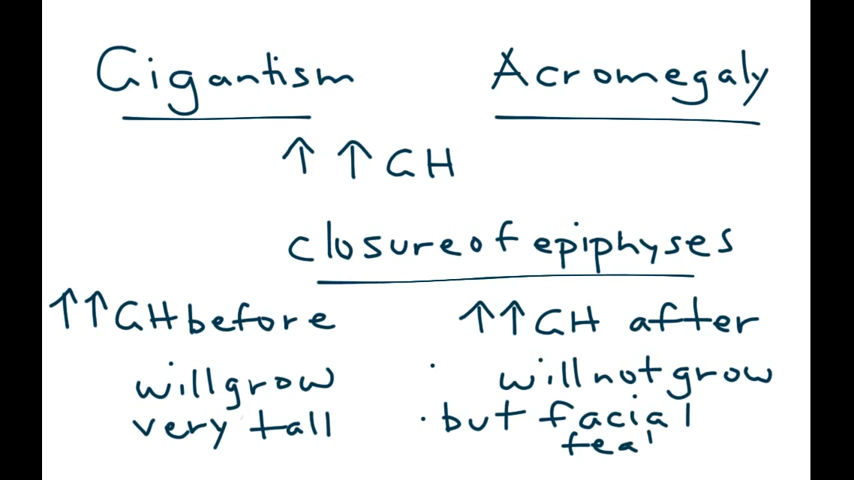 Gigantism Acromegaly
↑ ↑ GH
closure of epiphyses
↑↑ GH before ↑↑ GH after
will grow will not grow
very tall but facial
fea